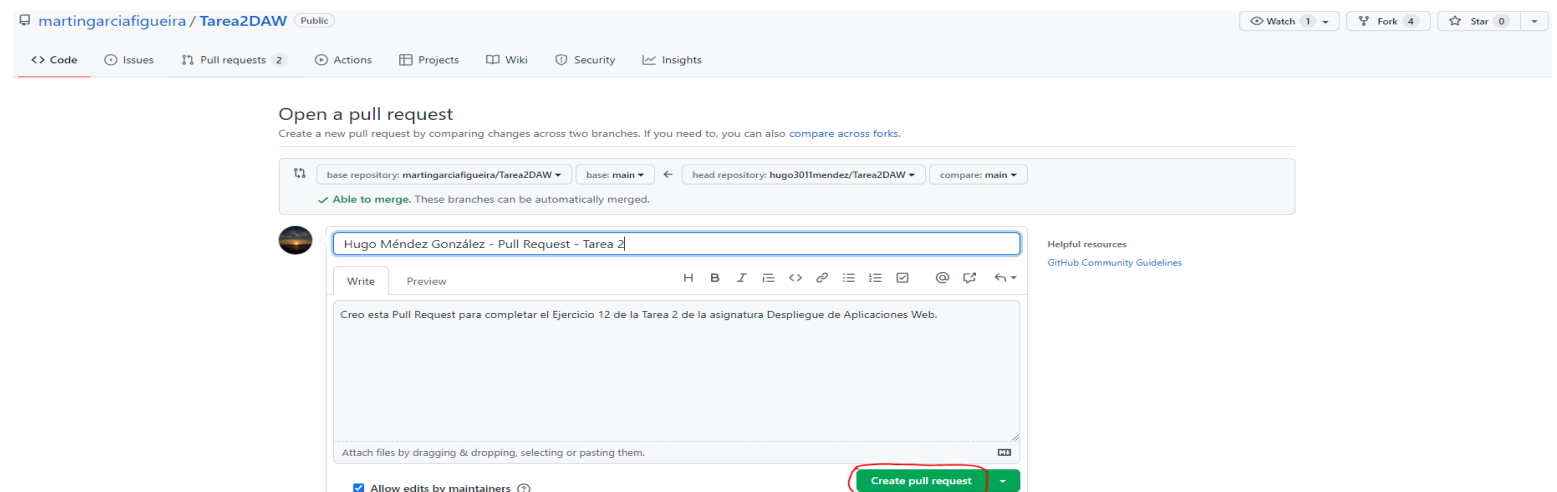 martingarciafigueira / Tarea2DAW Public
Watch 1
Fork 4
Star 0
Code
Issues
Pull requests 2
Actions
Projects
Wiki
Security
Insights
Open a pull request
Create a new pull request by comparing changes across two branches. If you need to, you can also compare across forks.
base repository: martingarciafigueira/Tarea2DAW
base: main
head repository: hugo3011mendez/Tarea2DAW
compare: main
Able to merge. These branches can be automatically merged.
Hugo Méndez González - Pull Request - Tarea 2
Helpful resources
GitHub Community Guidelines
Write
Preview
H B I <> @
Creo esta Pull Request para completar el Ejercicio 12 de la Tarea 2 de la asignatura Despliegue de Aplicaciones Web.
Attach files by dragging & dropping, selecting or pasting them.
Create pull request
Allow edits by maintainers ?